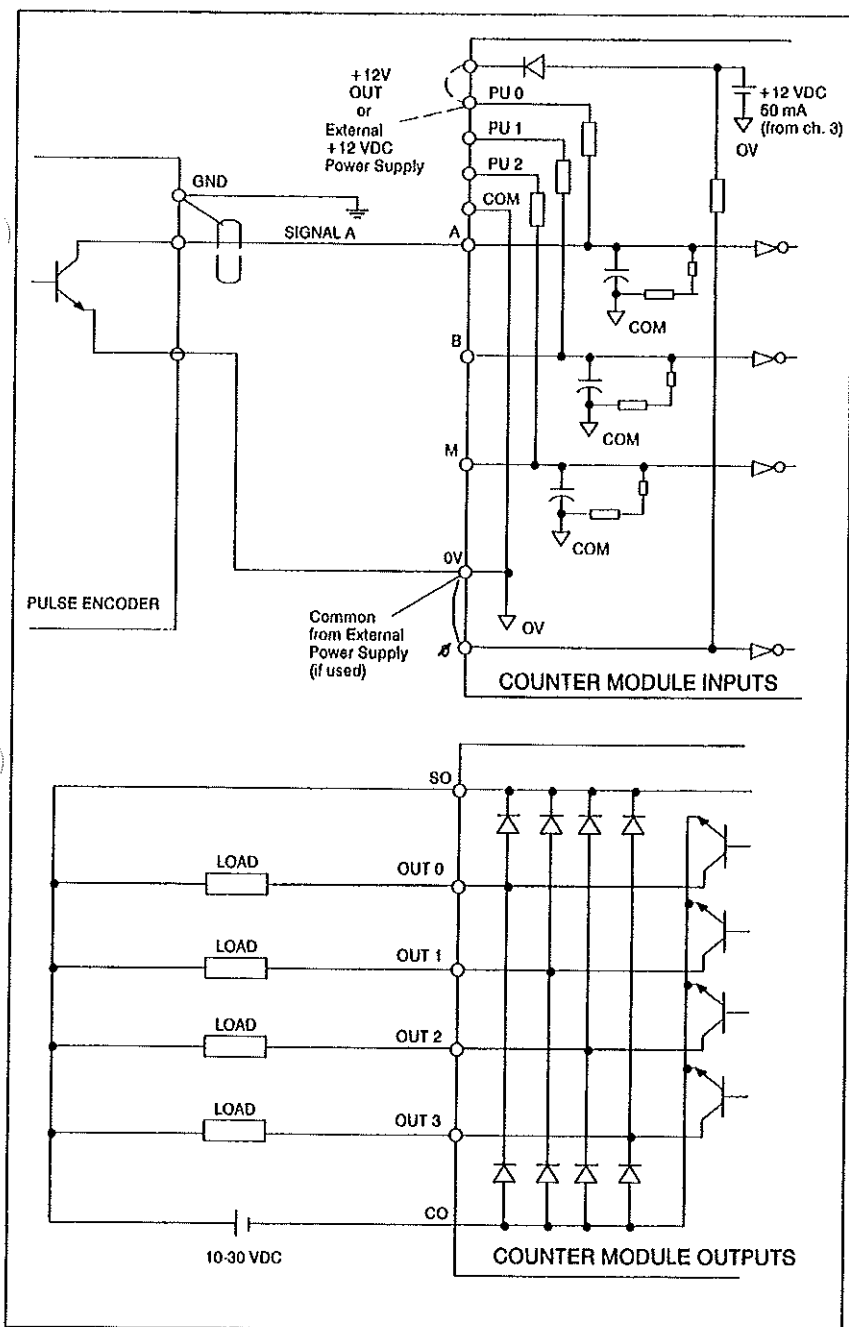 +12V
OUT
or
External
+12 VDC
Power Supply
PU 0
PU 1
PU 2
COM
+12 VDC
60 mA
(from ch. 3)
0V
GND
SIGNAL A
A
COM
B
COM
M
COM
0V
PULSE ENCODER
Common
from External
Power Supply
(if used)
0V
ø
COUNTER MODULE INPUTS
SO
LOAD
OUT 0
LOAD
OUT 1
LOAD
OUT 2
LOAD
OUT 3
CO
10-30 VDC
COUNTER MODULE OUTPUTS